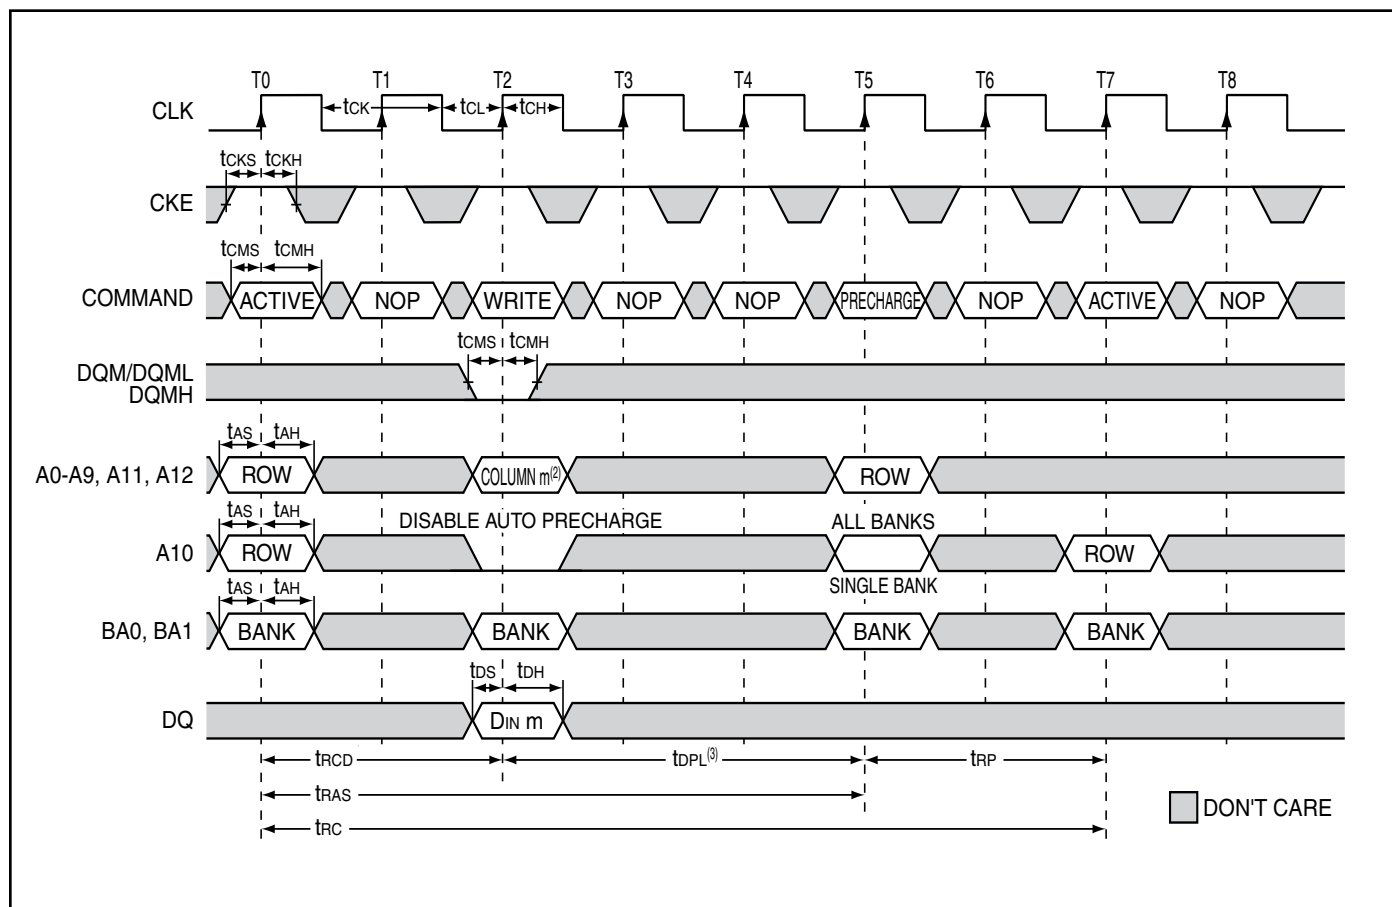 T0 T1 T2 T3 T4 T5 T6 T7 T8
CLK tCK tCL tCH
tCKS tCKH
CKE
tCMS tCMH
COMMAND ACTIVE NOP WRITE NOP NOP PRECHARGE NOP ACTIVE NOP
tCMS tCMH
DQM/DQML
DQMH
tAS tAH
A0-A9, A11, A12 ROW COLUMN m(2) ROW
tAS tAH DISABLE AUTO PRECHARGE ALL BANKS
A10 ROW ROW
tAS tAH SINGLE BANK
BA0, BA1 BANK BANK BANK BANK
tDS tDH
DQ DIN m
tRCD tDPL(3) tRP
tRAS
DON'T CARE
tRC